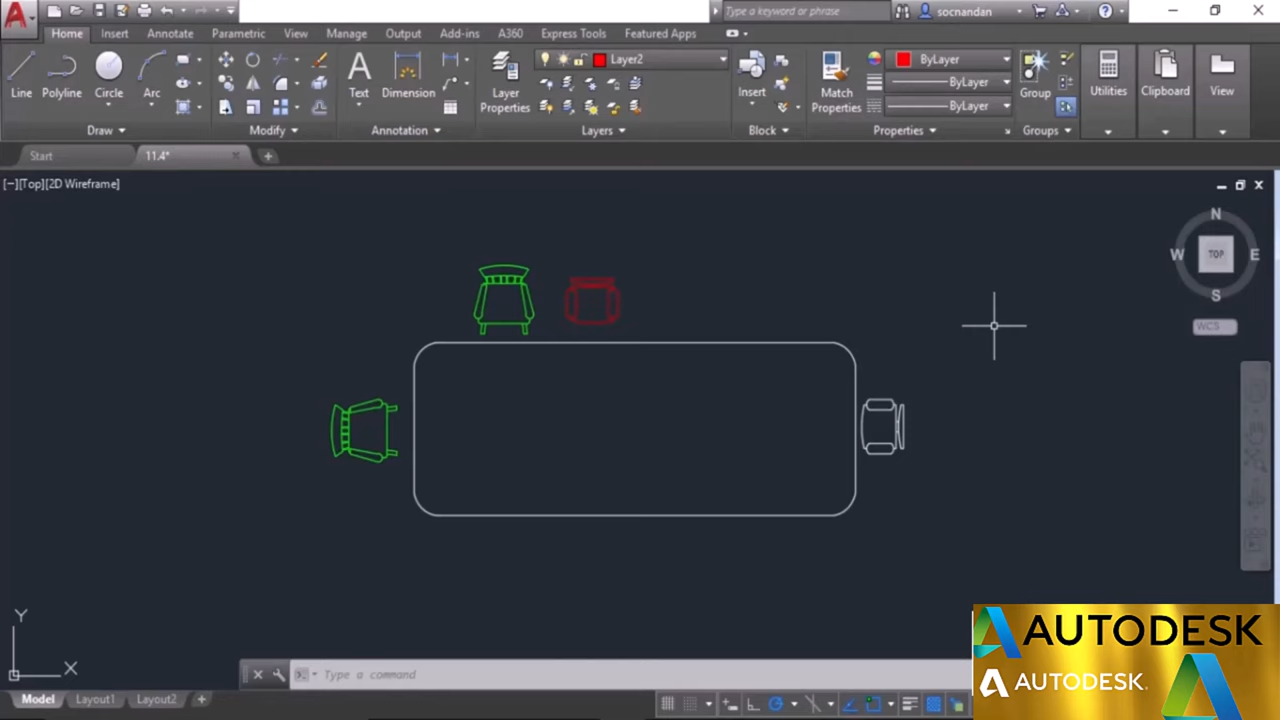 Type a keyword or phrase
socnandan
Home Insert Annotate Parametric View Manage Output Add-ins A360 Express Tools Featured Apps
Layer2
ByLayer
Line Polyline Circle Arc
Text Dimension
Layer
Properties
Insert
Match
Properties
ByLayer
ByLayer
Group
Utilities
Clipboard
View
Draw Modify Annotation Layers Block Properties Groups
Start 11.4*
[−][Top][2D Wireframe]
N
W TOP E
S
WCS
Y
X
Type a command
Model Layout1 Layout2
AUTODESK
AUTODESK.